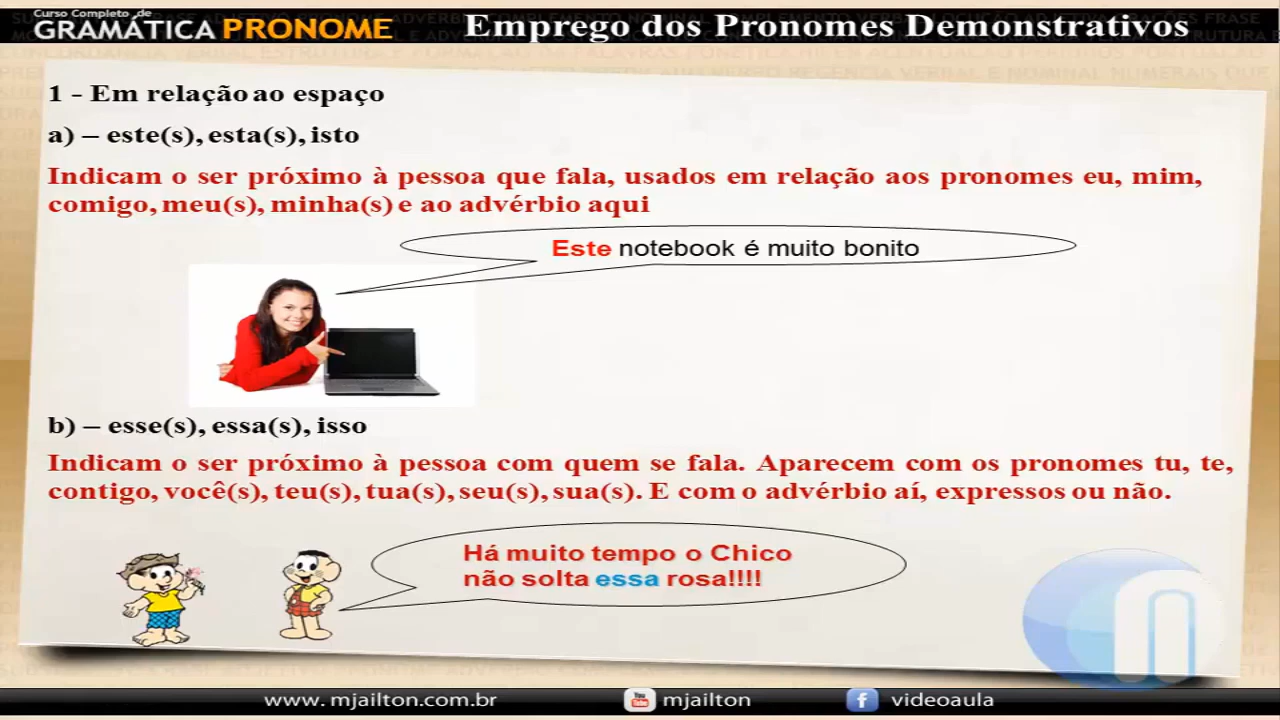 Curso Completo de
GRAMÁTICA PRONOME
Emprego dos Pronomes Demonstrativos
1 - Em relação ao espaço
a) – este(s), esta(s), isto
Indicam o ser próximo à pessoa que fala, usados em relação aos pronomes eu, mim,
comigo, meu(s), minha(s) e ao advérbio aqui
Este notebook é muito bonito
b) – esse(s), essa(s), isso
Indicam o ser próximo à pessoa com quem se fala. Aparecem com os pronomes tu, te,
contigo, você(s), teu(s), tua(s), seu(s), sua(s). E com o advérbio aí, expressos ou não.
Há muito tempo o Chico
não solta essa rosa!!!!
www.mjailton.com.br
You Tube
mjailton
f
videoaula